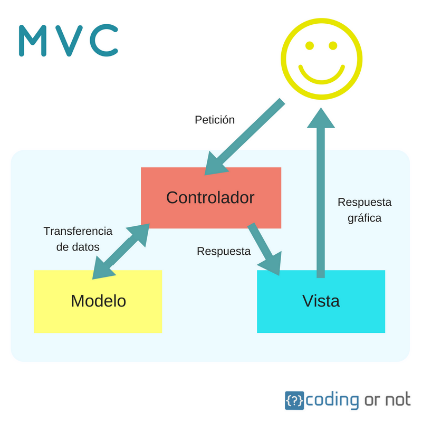 MVC
Petición
Controlador
Respuesta
gráfica
Transferencia
de datos
Respuesta
Modelo
Vista
{?} coding or not